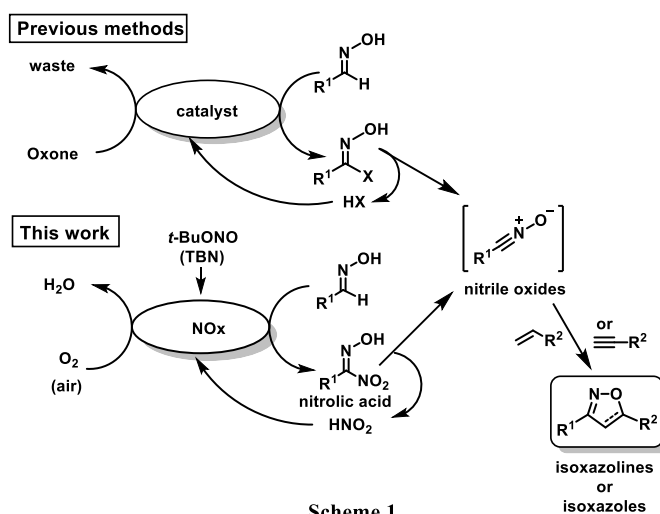 Previous methods
waste
catalyst
Oxone
N
OH
R1
H
N
OH
R1
X
HX
This work
t-BuONO
(TBN)
H2O
NOx
O2
(air)
N
OH
R1
H
N
OH
R1
NO2
nitrolic acid
HNO2
R1
N
+
O
−
nitrile oxides
R2
or
R2
N
O
R1
R2
isoxazolines
or
isoxazoles
Scheme 1